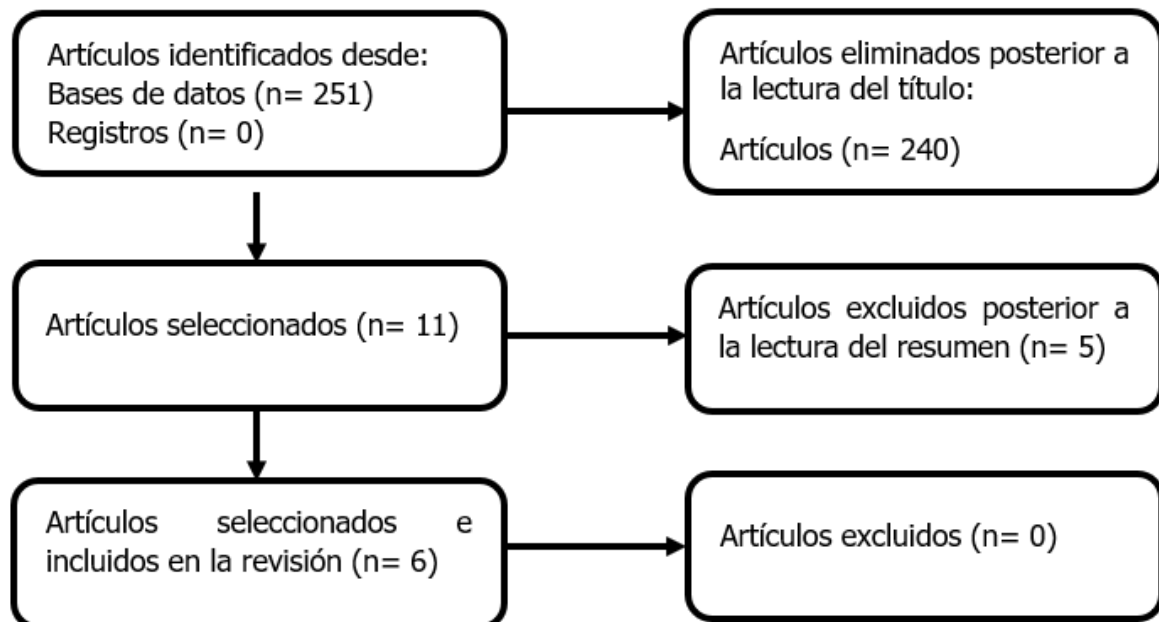 Artículos identificados desde:
Bases de datos (n= 251)
Registros (n= 0)
Artículos eliminados posterior a
la lectura del título:
Artículos (n= 240)
Artículos seleccionados (n= 11)
Artículos excluidos posterior a
la lectura del resumen (n= 5)
Artículos seleccionados e
incluidos en la revisión (n= 6)
Artículos excluidos (n= 0)